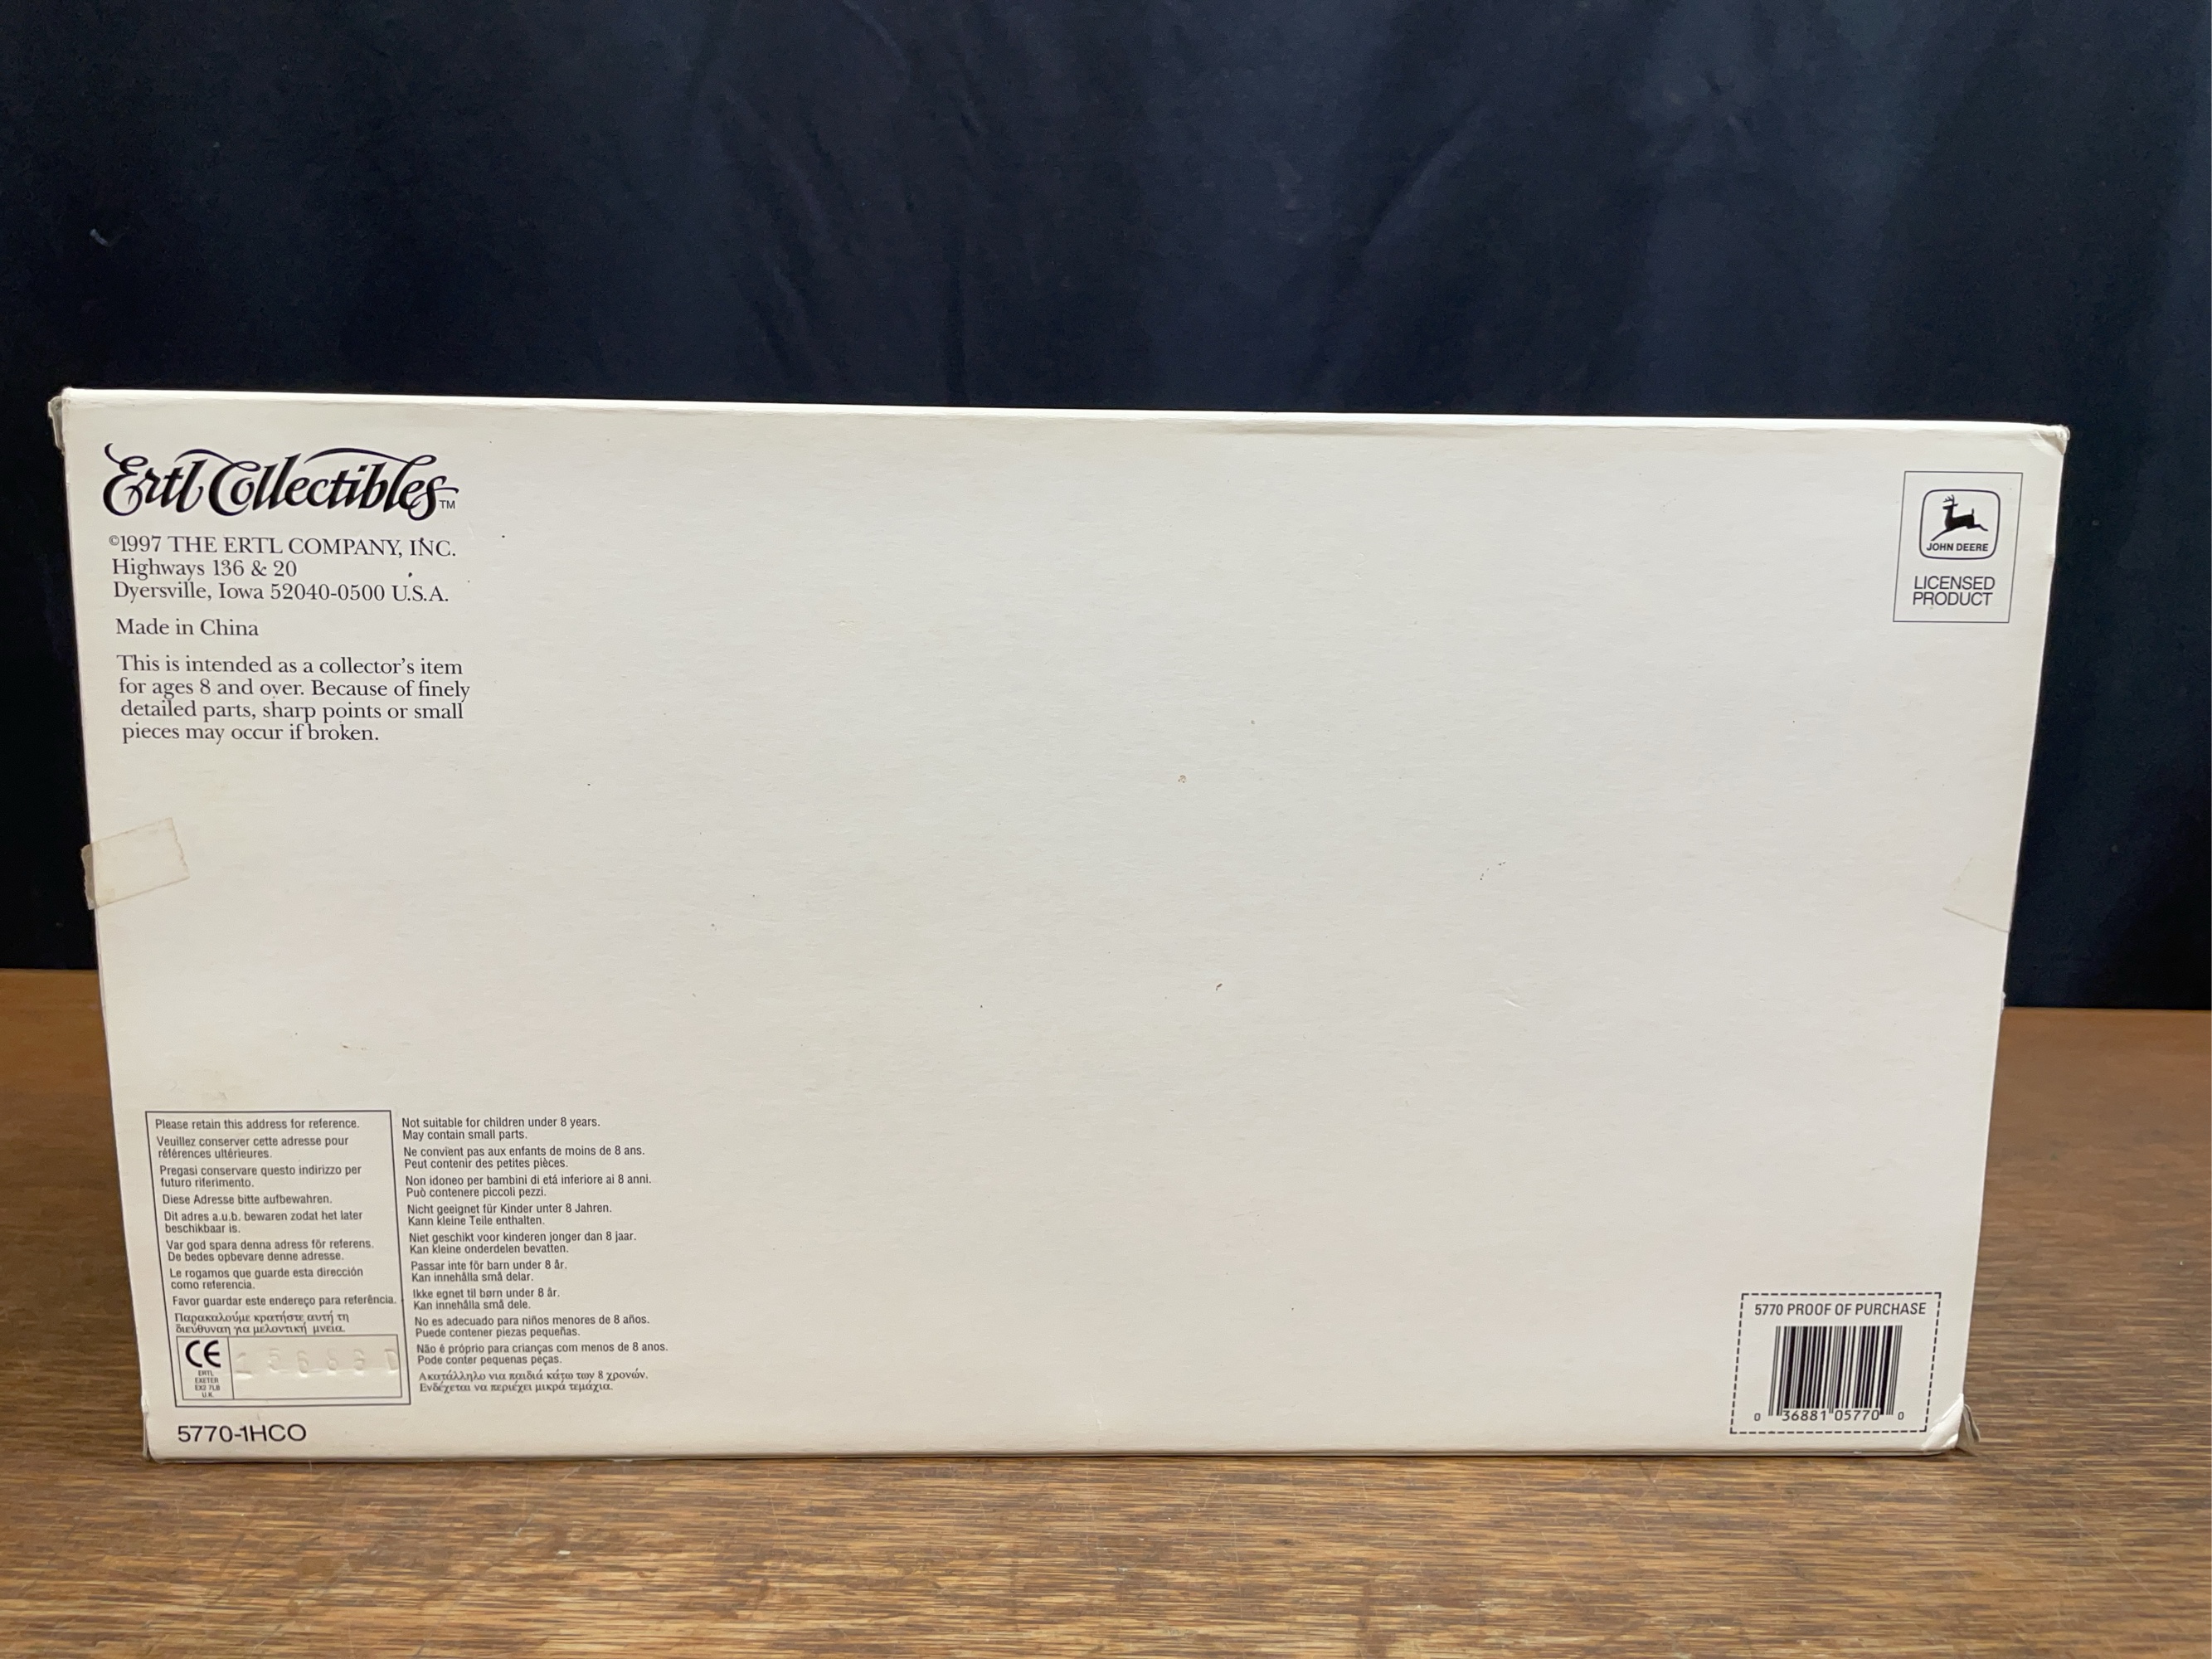 Ertl Collectibles™
©1997 THE ERTL COMPANY, INC.
Highways 136 & 20
Dyersville, Iowa 52040-0500 U.S.A.
Made in China
This is intended as a collector's item
for ages 8 and over. Because of finely
detailed parts, sharp points or small
pieces may occur if broken.
JOHN DEERE
LICENSED
PRODUCT
Please retain this address for reference.
Veuillez conserver cette adresse pour
références ultérieures.
Pregasi conservare questo indirizzo per
futuro riferimento.
Diese Adresse bitte aufbewahren.
Dit adres a.u.b. bewaren zodat het later
beschikbaar is.
Var god spara denna adress för referens.
De bedes opbevare denne adresse.
Le rogamos que guarde esta dirección
como referencia.
Favor guardar este endereço para referência.
Παρακαλούμε κρατήστε αυτή τη
διεύθυνση για μελοντική μνεία.
CE
ERTL
EXETER
EX2 7LB
U.K.
Not suitable for children under 8 years.
May contain small parts.
Ne convient pas aux enfants de moins de 8 ans.
Peut contenir des petites pièces.
Non idoneo per bambini di etá inferiore ai 8 anni.
Può contenere piccoli pezzi.
Nicht geeignet für Kinder unter 8 Jahren.
Kann kleine Teile enthalten.
Niet geschikt voor kinderen jonger dan 8 jaar.
Kan kleine onderdelen bevatten.
Passar inte för barn under 8 år.
Kan innehålla små delar.
Ikke egnet til børn under 8 år.
Kan innehålla små dele.
No es adecuado para niños menores de 8 años.
Puede contener piezas pequeñas.
Não é próprio para crianças com menos de 8 anos.
Pode conter pequenas peças.
Ακατάλληλο για παιδιά κάτω των 8 χρονών.
Ενδέχεται να περιέχει μικρά τεμάχια.
5770-1HCO
5770 PROOF OF PURCHASE
0 36881 05770 0